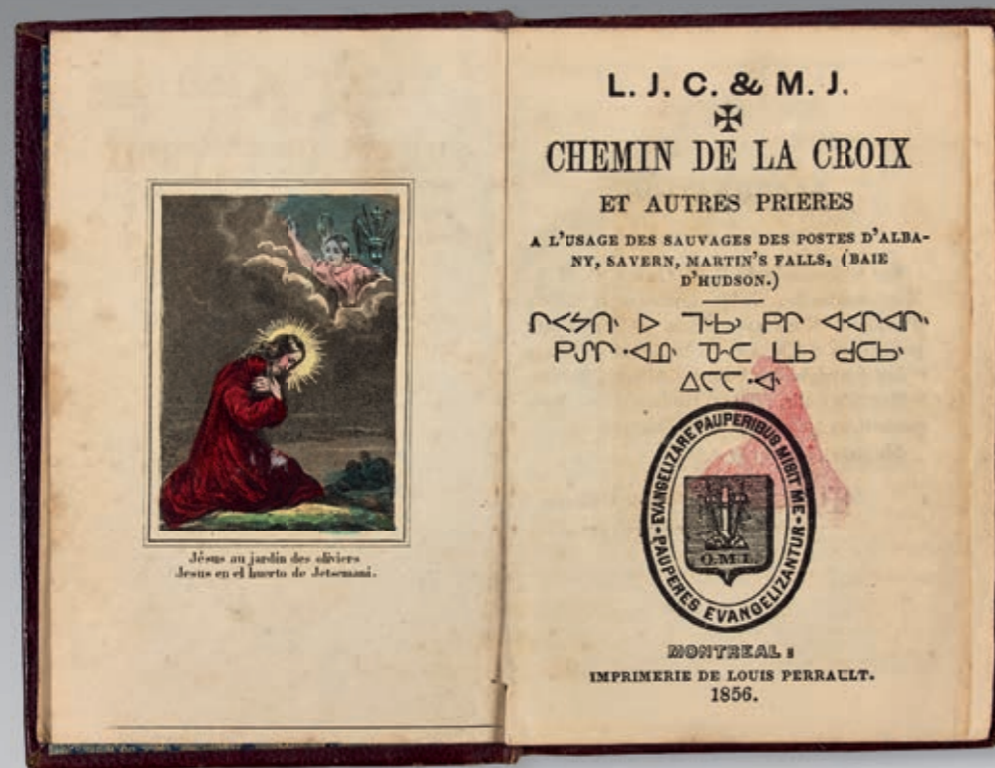 Jésus au jardin des oliviers
Jesus en el huerto de Jetsemani.
L. J. C. & M. J.
✠
CHEMIN DE LA CROIX
ET AUTRES PRIERES
A L'USAGE DES SAUVAGES DES POSTES D'ALBA-
NY, SAVERN, MARTIN'S FALLS, (BAIE
D'HUDSON.)
ᐅ ᑭᒋ
ᒪᑲ
EVANGELIZARE PAUPERIBUS MISIT ME
PAUPERES EVANGELIZANTUR
O.M.I.
MONTREAL :
IMPRIMERIE DE LOUIS PERRAULT.
1856.